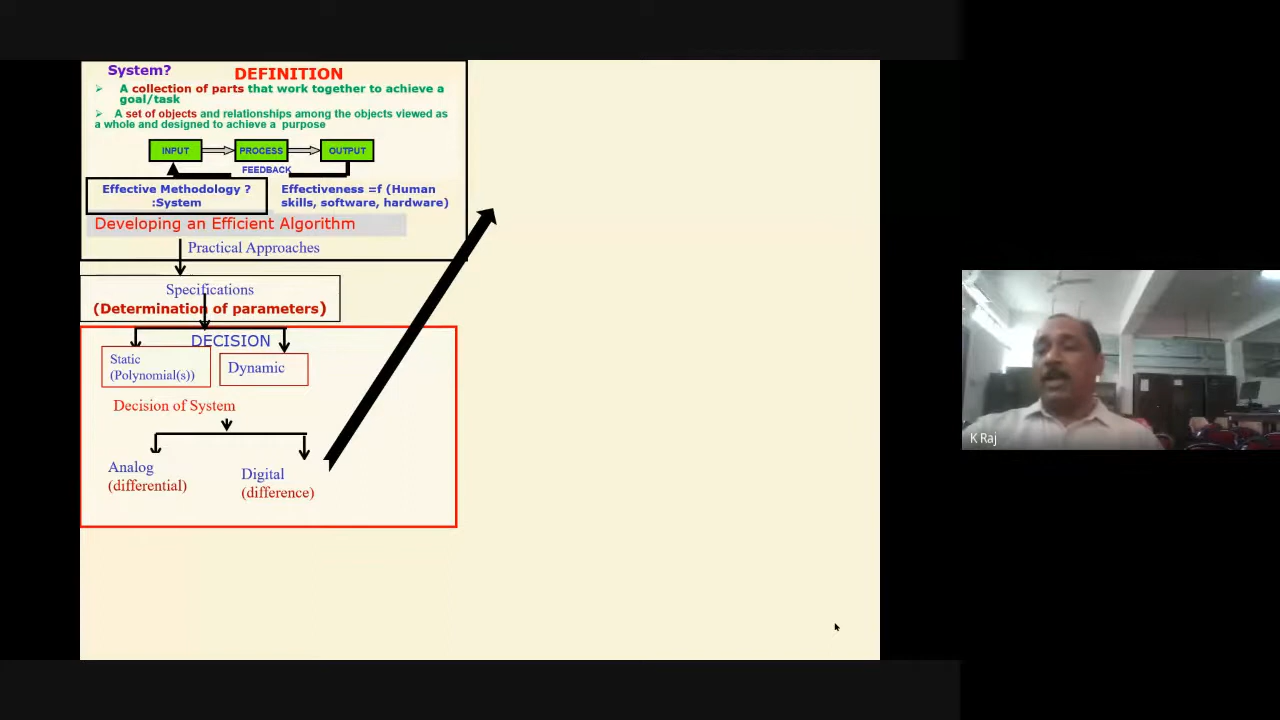 System?
DEFINITION
➢ A collection of parts that work together to achieve a
goal/task
➢ A set of objects and relationships among the objects viewed as
a whole and designed to achieve a purpose
INPUT
PROCESS
OUTPUT
FEEDBACK
Effective Methodology ?
:System
Effectiveness =f (Human
skills, software, hardware)
Developing an Efficient Algorithm
Practical Approaches
Specifications
(Determination of parameters)
DECISION
Static
(Polynomial(s))
Dynamic
Decision of System
Analog
(differential)
Digital
(difference)
K Raj